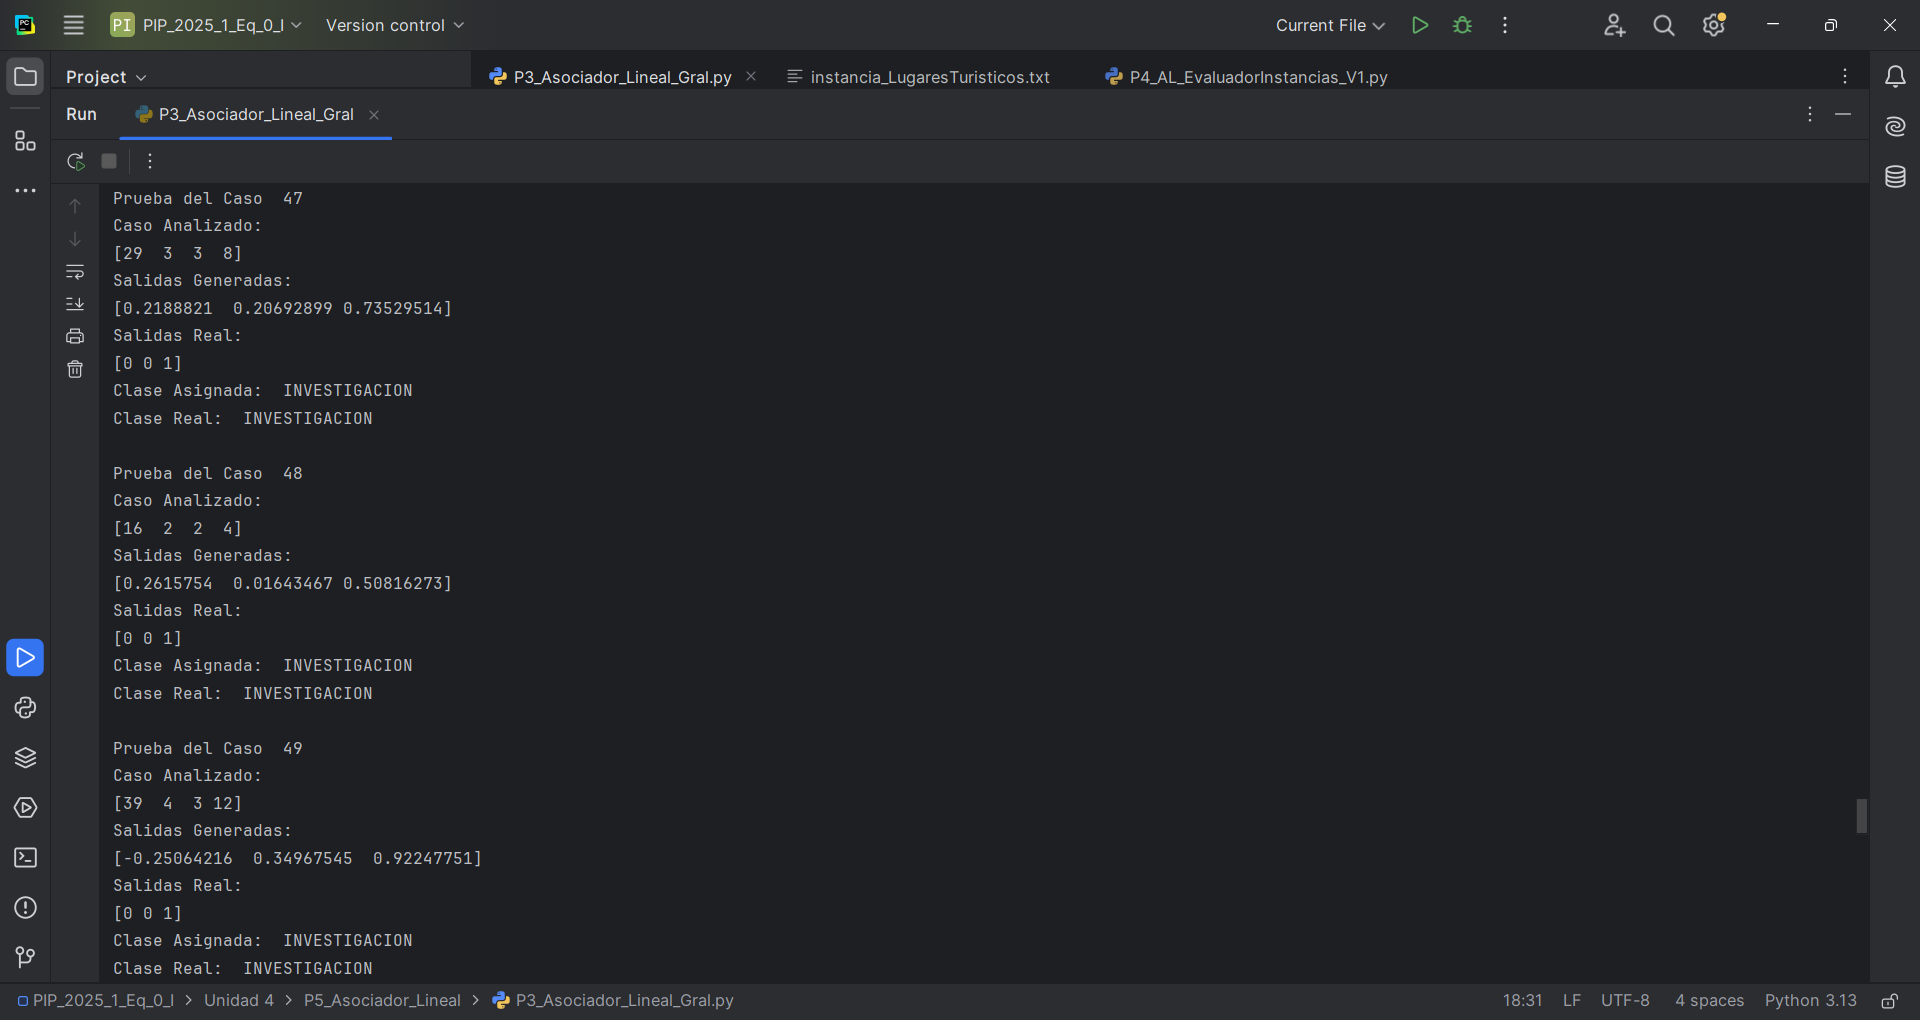 PC
PI PIP_2025_1_Eq_0_I Version control Current File
Project P3_Asociador_Lineal_Gral.py instancia_LugaresTuristicos.txt P4_AL_EvaluadorInstancias_V1.py
Run P3_Asociador_Lineal_Gral
Prueba del Caso  47
Caso Analizado:
[29  3  3  8]
Salidas Generadas:
[0.2188821  0.20692899 0.73529514]
Salidas Real:
[0 0 1]
Clase Asignada:  INVESTIGACION
Clase Real:  INVESTIGACION
Prueba del Caso  48
Caso Analizado:
[16  2  2  4]
Salidas Generadas:
[0.2615754  0.01643467 0.50816273]
Salidas Real:
[0 0 1]
Clase Asignada:  INVESTIGACION
Clase Real:  INVESTIGACION
Prueba del Caso  49
Caso Analizado:
[39  4  3 12]
Salidas Generadas:
[-0.25064216  0.34967545  0.92247751]
Salidas Real:
[0 0 1]
Clase Asignada:  INVESTIGACION
Clase Real:  INVESTIGACION
PIP_2025_1_Eq_0_I > Unidad 4 > P5_Asociador_Lineal > P3_Asociador_Lineal_Gral.py 18:31 LF UTF-8 4 spaces Python 3.13